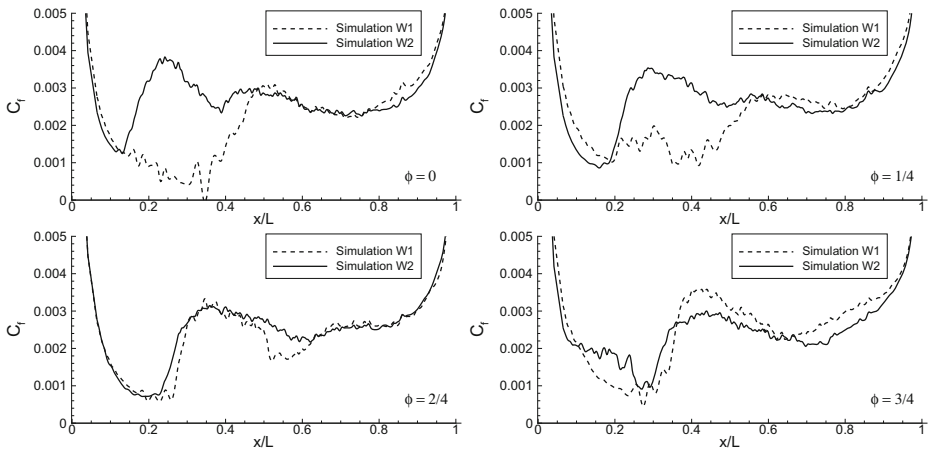 0.005
0.004
0.003
0.002
0.001
0
C_f
Simulation W1
Simulation W2
ϕ = 0
0 0.2 0.4 0.6 0.8 1
x/L
0.005
0.004
0.003
0.002
0.001
0
C_f
Simulation W1
Simulation W2
ϕ = 1/4
0 0.2 0.4 0.6 0.8 1
x/L
0.005
0.004
0.003
0.002
0.001
0
C_f
Simulation W1
Simulation W2
ϕ = 2/4
0 0.2 0.4 0.6 0.8 1
x/L
0.005
0.004
0.003
0.002
0.001
0
C_f
Simulation W1
Simulation W2
ϕ = 3/4
0 0.2 0.4 0.6 0.8 1
x/L